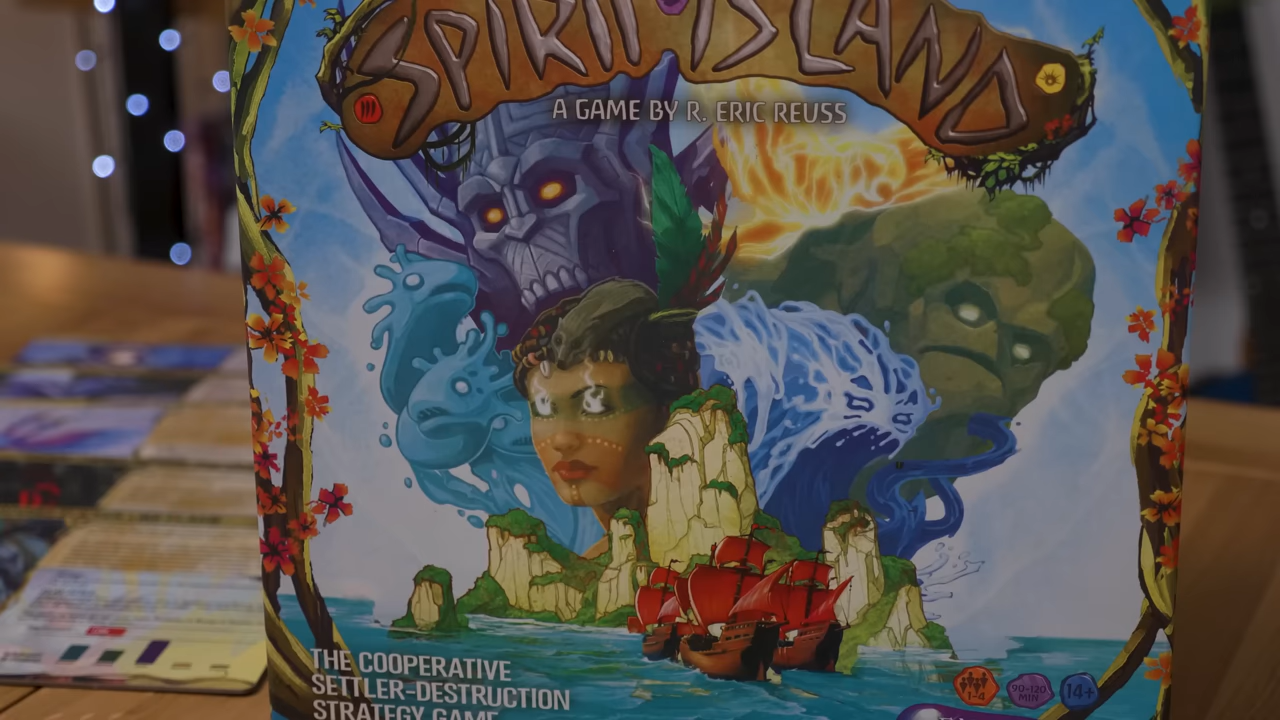 SPIRIT ISLAND
A GAME BY R. ERIC REUSS
THE COOPERATIVE
SETTLER-DESTRUCTION
STRATEGY GAME
1-4
90-120
MIN
14+